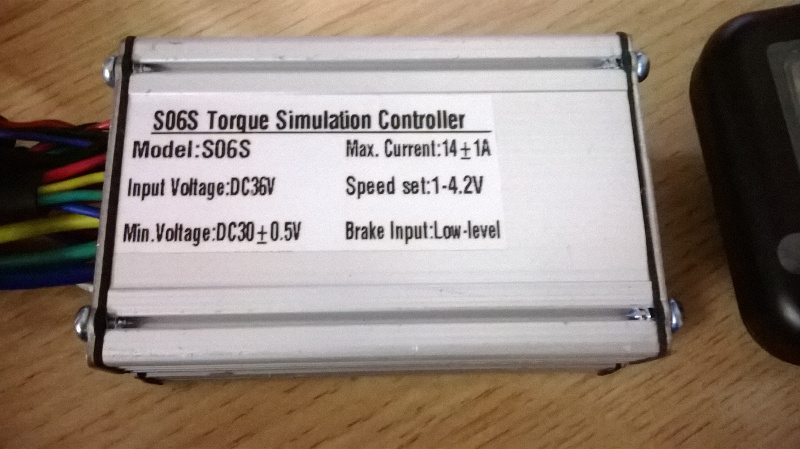 S06S Torque Simulation Controller
Model:S06S Max. Current:14±1A
Input Voltage:DC36V Speed set:1-4.2V
Min.Voltage:DC30±0.5V Brake Input:Low-level